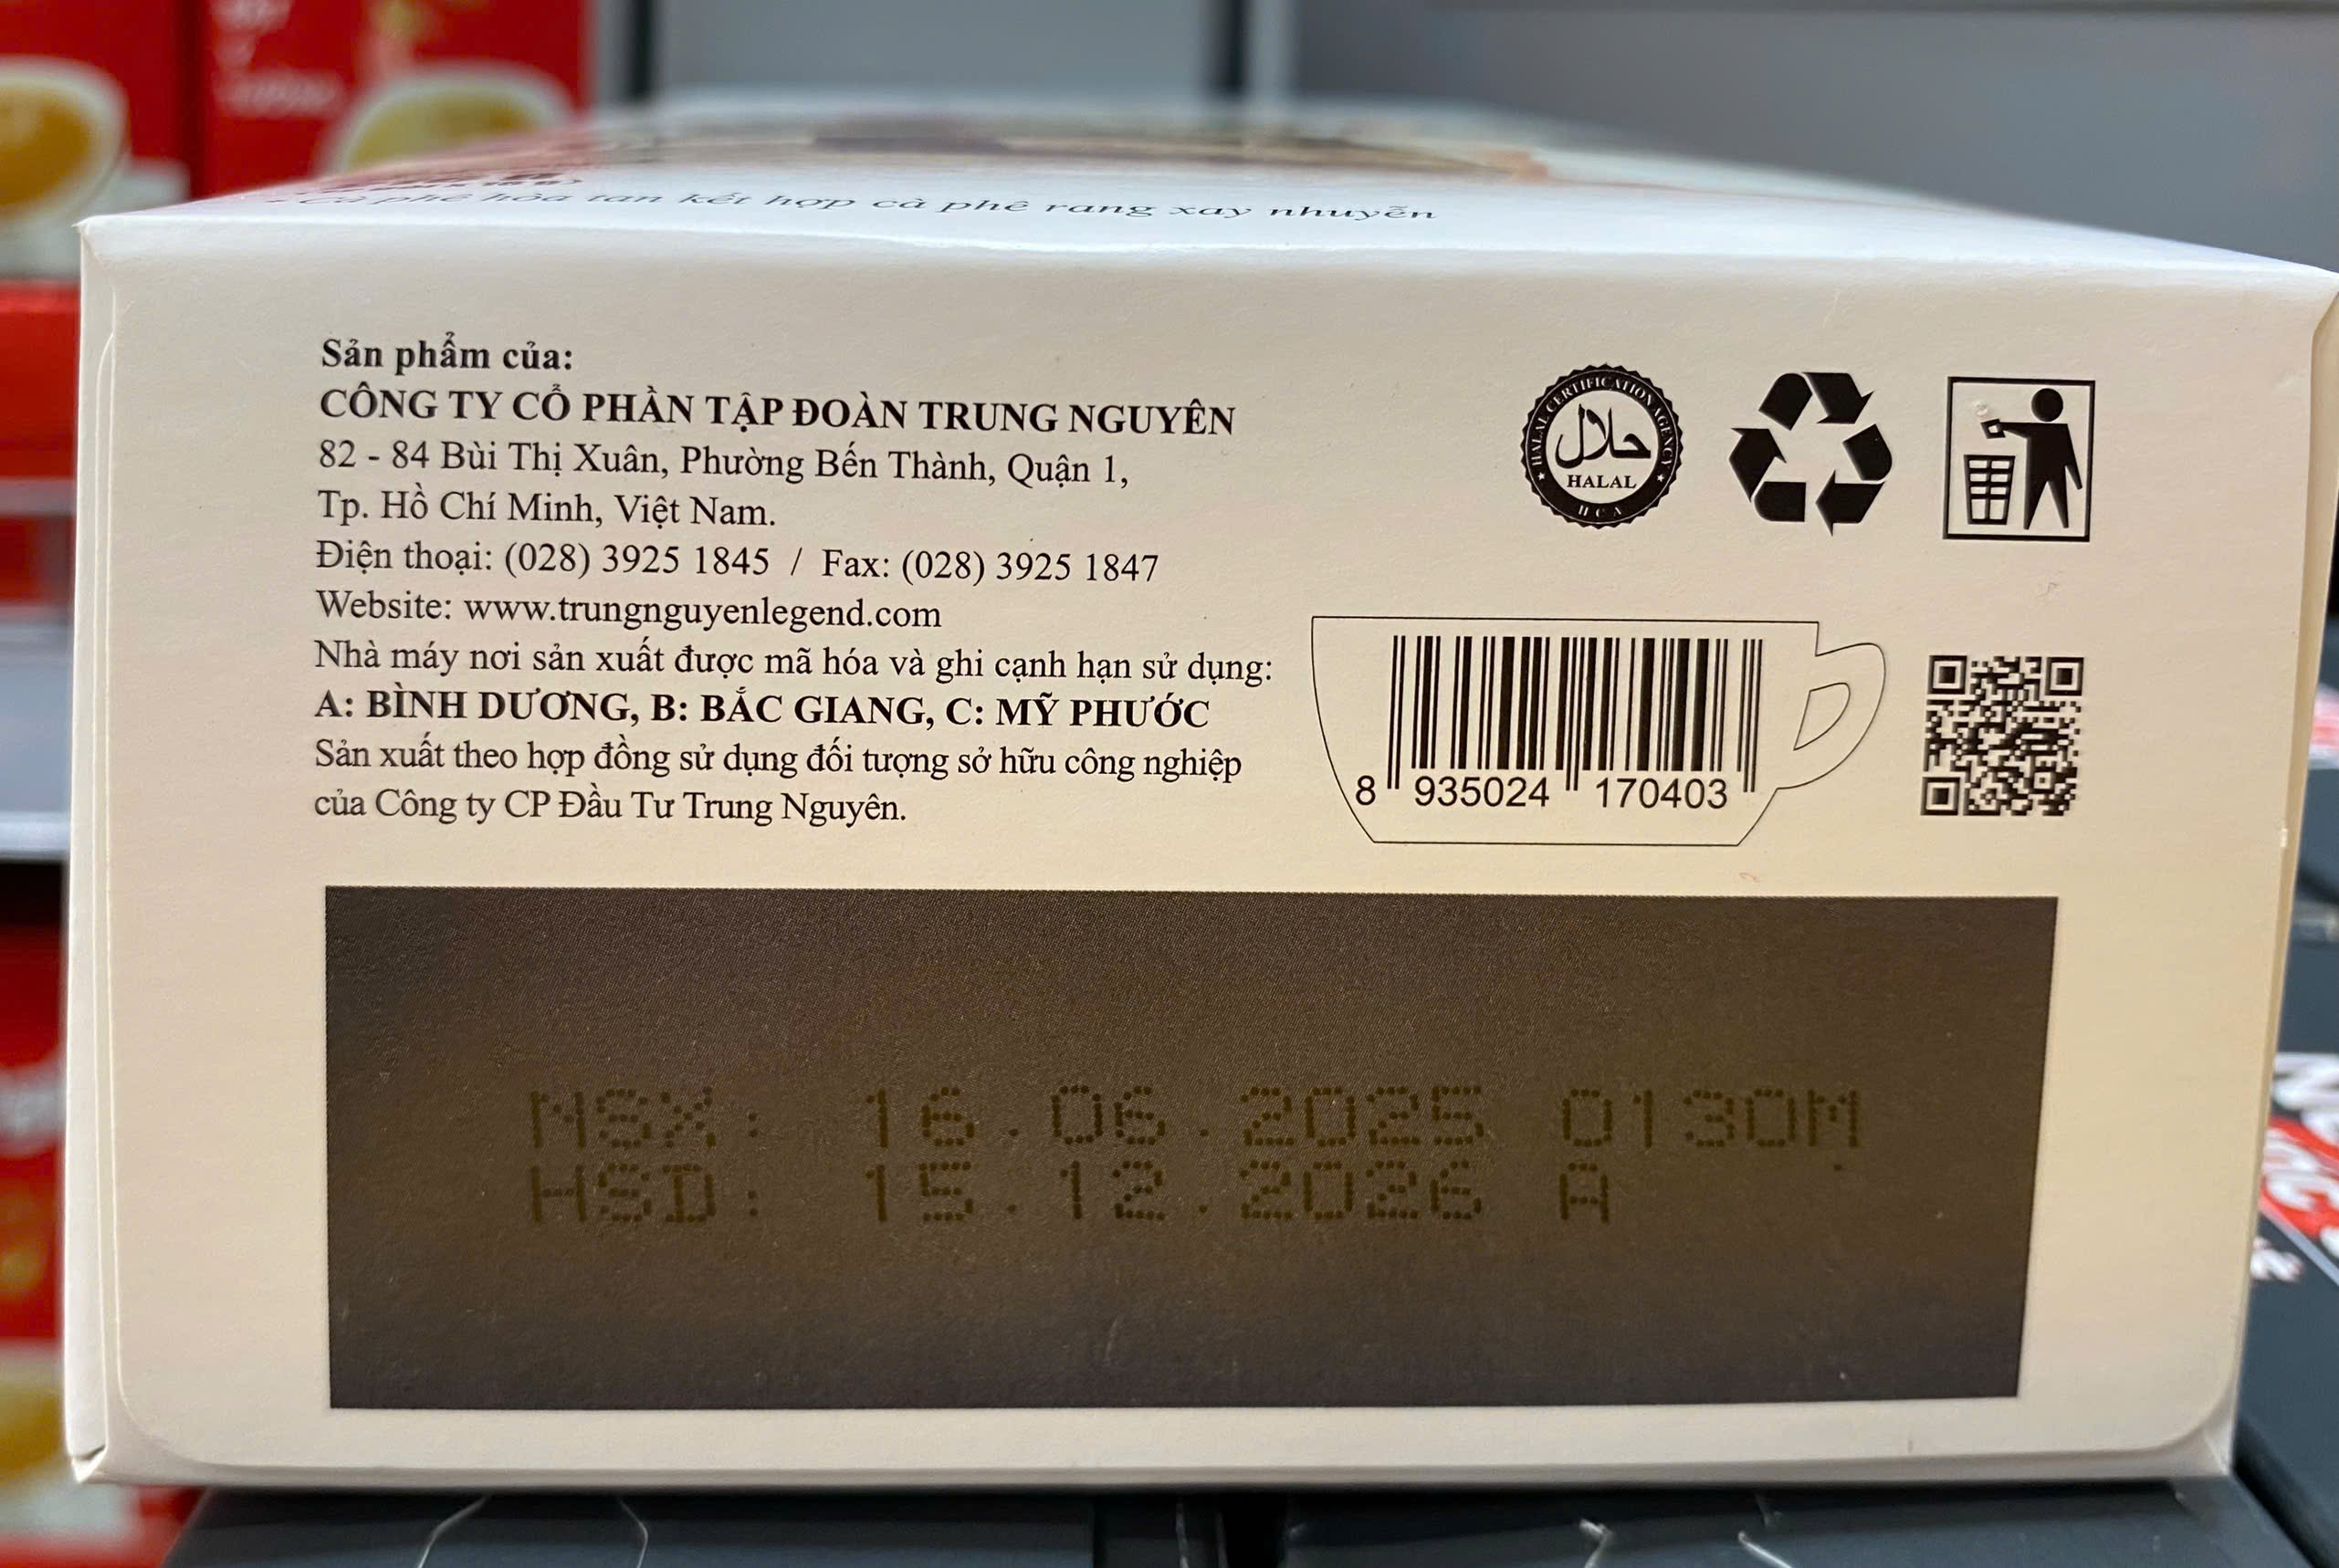 Cà phê hòa tan kết hợp cà phê rang xay nhuyễn
Sản phẩm của:
CÔNG TY CỔ PHẦN TẬP ĐOÀN TRUNG NGUYÊN
82 - 84 Bùi Thị Xuân, Phường Bến Thành, Quận 1,
Tp. Hồ Chí Minh, Việt Nam.
Điện thoại: (028) 3925 1845 / Fax: (028) 3925 1847
Website: www.trungnguyenlegend.com
Nhà máy nơi sản xuất được mã hóa và ghi cạnh hạn sử dụng:
A: BÌNH DƯƠNG, B: BẮC GIANG, C: MỸ PHƯỚC
Sản xuất theo hợp đồng sử dụng đối tượng sở hữu công nghiệp
của Công ty CP Đầu Tư Trung Nguyên.
HALAL CERTIFICATION AGENCY
حلال
HALAL
HCA
8 935024 170403
NSX: 16.06.2025 0130M
HSD: 15.12.2026 A